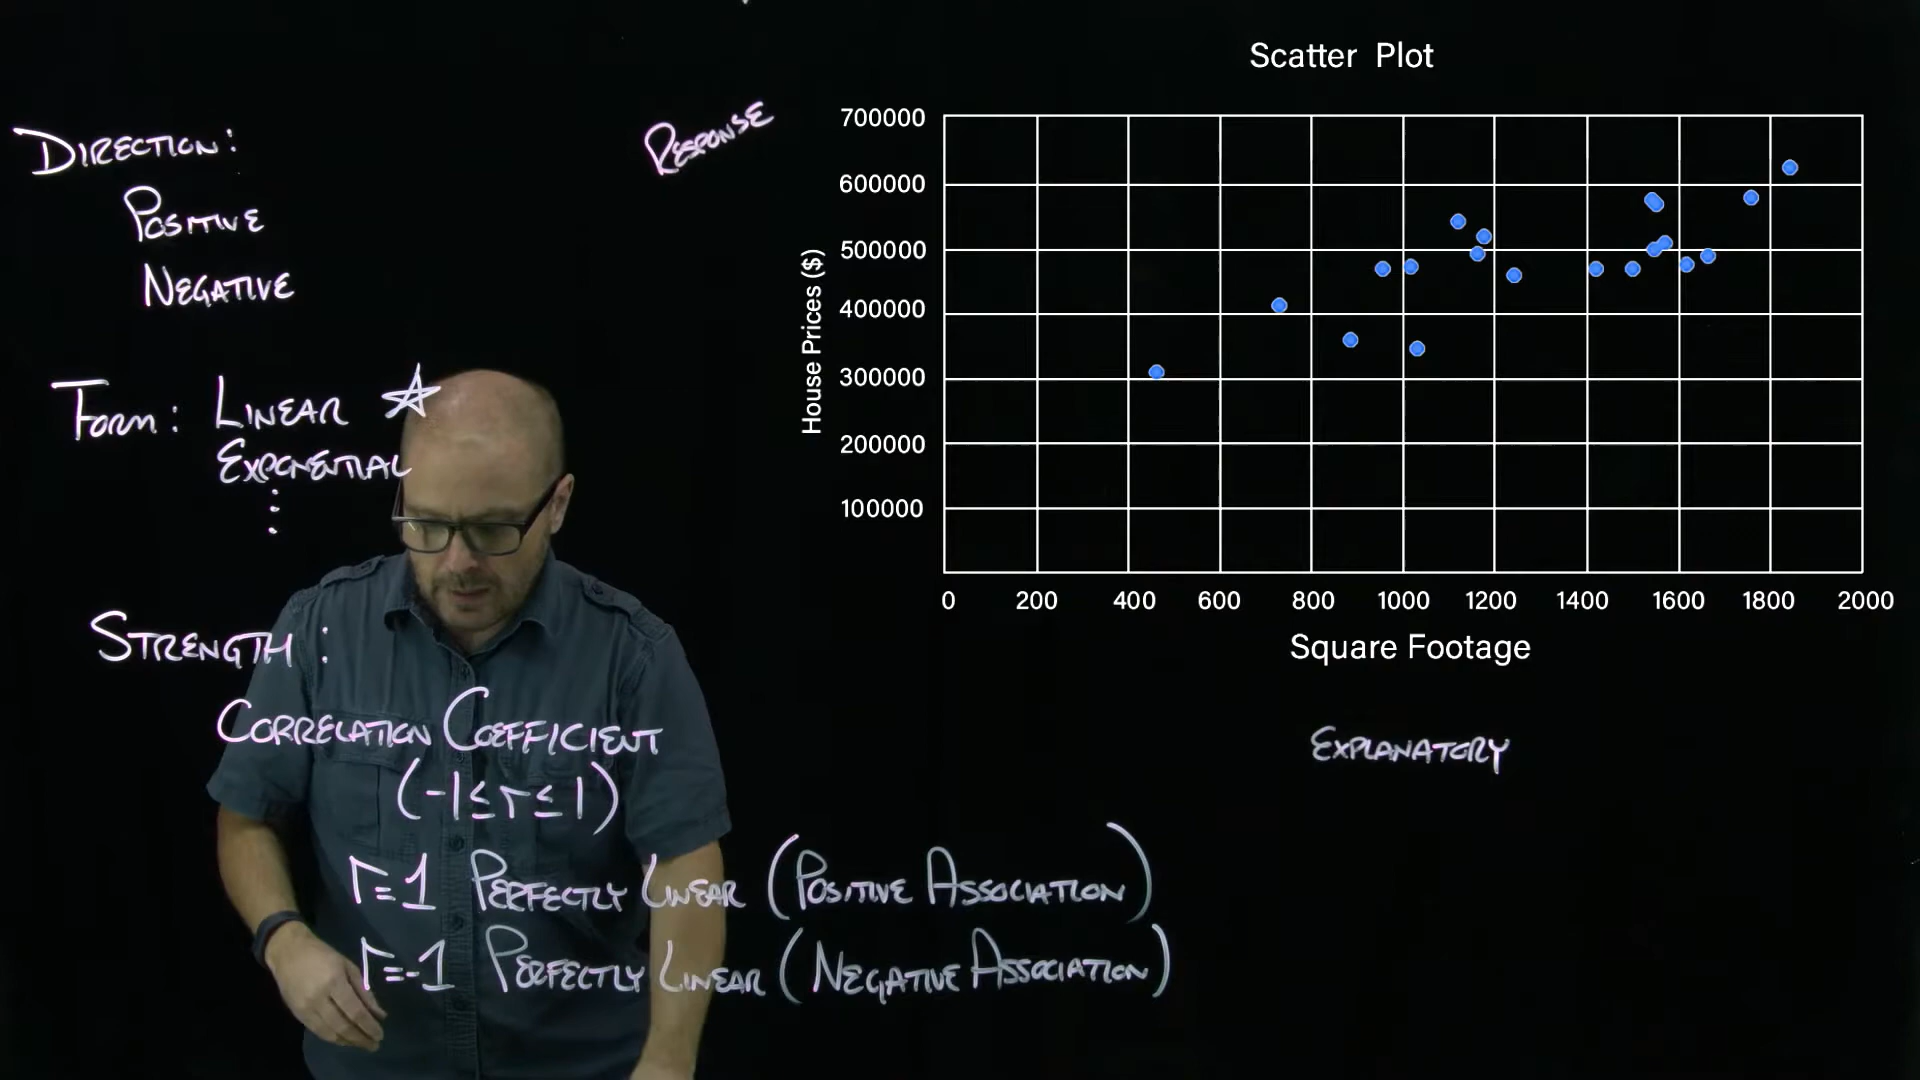 DIRECTION:
POSITIVE
NEGATIVE
FORM: LINEAR
EXPONENTIAL
STRENGTH:
CORRELATION COEFFICIENT
(-1≤r≤1)
r=1 PERFECTLY LINEAR (POSITIVE ASSOCIATION)
r=-1 PERFECTLY LINEAR (NEGATIVE ASSOCIATION)
RESPONSE
Scatter Plot
House Prices ($)
700000
600000
500000
400000
300000
200000
100000
0 200 400 600 800 1000 1200 1400 1600 1800 2000
Square Footage
EXPLANATORY